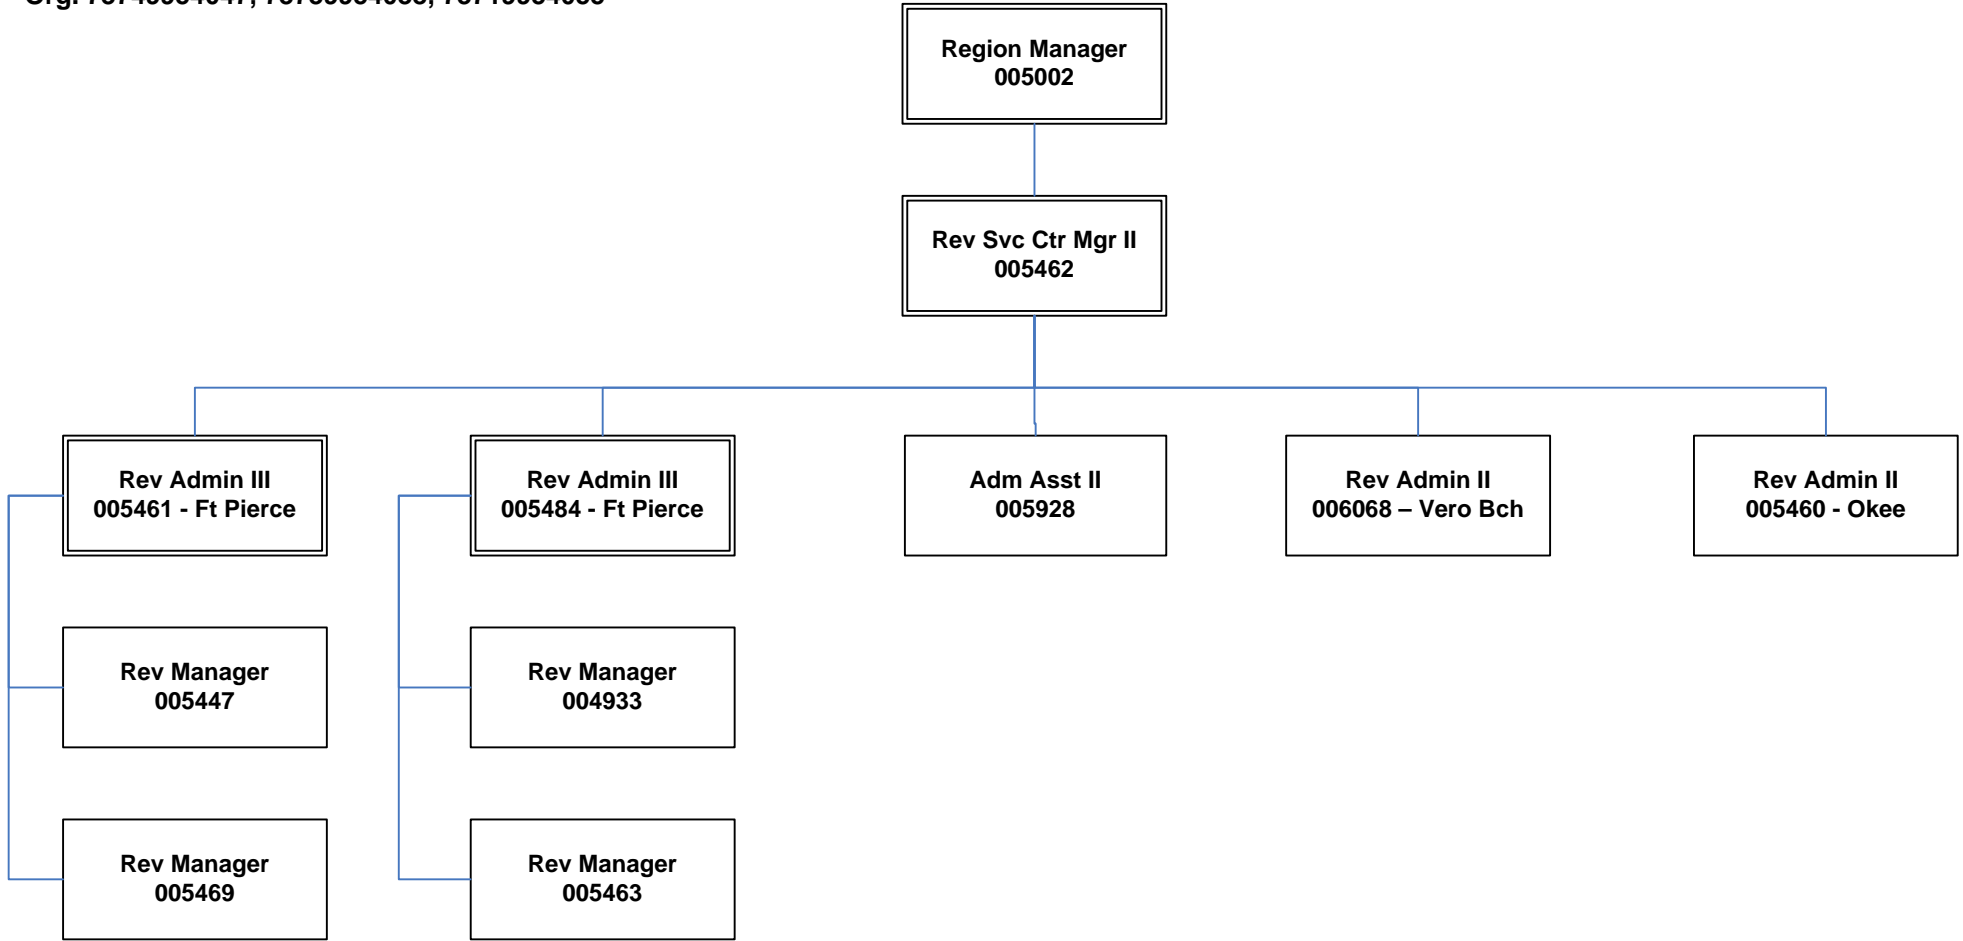 Region Manager
005002
Rev Svc Ctr Mgr II
005462
Rev Admin III
005461 - Ft Pierce
Rev Admin III
005484 - Ft Pierce
Adm Asst II
005928
Rev Admin II
006068 – Vero Bch
Rev Admin II
005460 - Okee
Rev Manager
005447
Rev Manager
004933
Rev Manager
005469
Rev Manager
005463